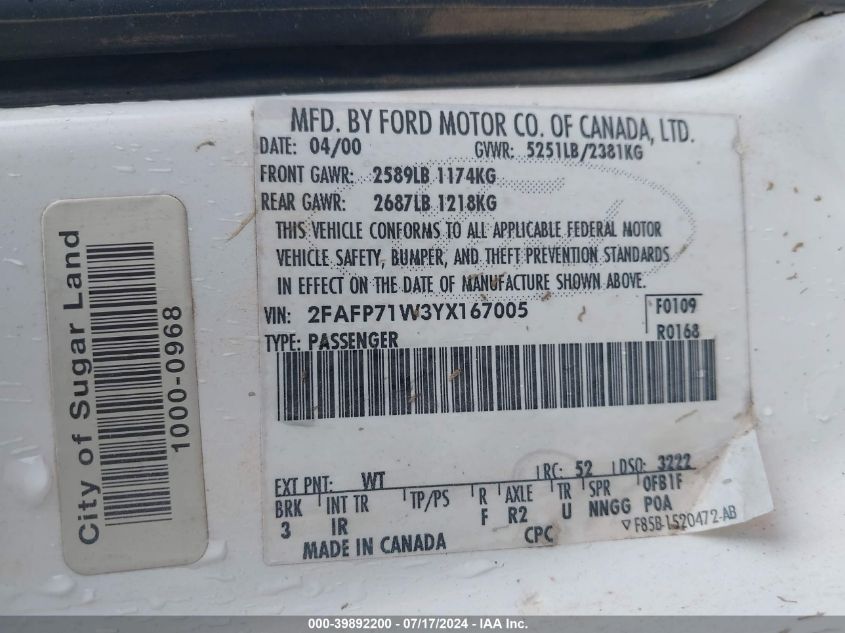 MFD. BY FORD MOTOR CO. OF CANADA, LTD.
DATE: 04/00 GVWR: 5251LB/2381KG
FRONT GAWR: 2589LB 1174KG
REAR GAWR: 2687LB 1218KG
THIS VEHICLE CONFORMS TO ALL APPLICABLE FEDERAL MOTOR
VEHICLE SAFETY, BUMPER, AND THEFT PREVENTION STANDARDS
IN EFFECT ON THE DATE OF MANUFACTURE SHOWN ABOVE.
VIN: 2FAFP71W3YX167005 F0109
TYPE: PASSENGER R0168
EXT PNT: WT RC: 52 DSO: 3222
BRK INT TR TP/PS R AXLE TR SPR OFB1F
3 IR F R2 U NNGG POA
MADE IN CANADA CPC ▽F85B-1520472-AB
City of Sugar Land
1000-0968
000-39892200 - 07/17/2024 - IAA Inc.